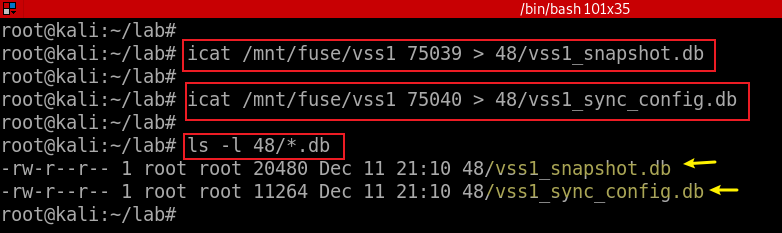 /bin/bash 101x35
root@kali:~/lab#
root@kali:~/lab# icat /mnt/fuse/vss1 75039 > 48/vss1_snapshot.db
root@kali:~/lab#
root@kali:~/lab# icat /mnt/fuse/vss1 75040 > 48/vss1_sync_config.db
root@kali:~/lab#
root@kali:~/lab# ls -l 48/*.db
-rw-r--r-- 1 root root 20480 Dec 11 21:10 48/vss1_snapshot.db
-rw-r--r-- 1 root root 11264 Dec 11 21:10 48/vss1_sync_config.db
root@kali:~/lab#